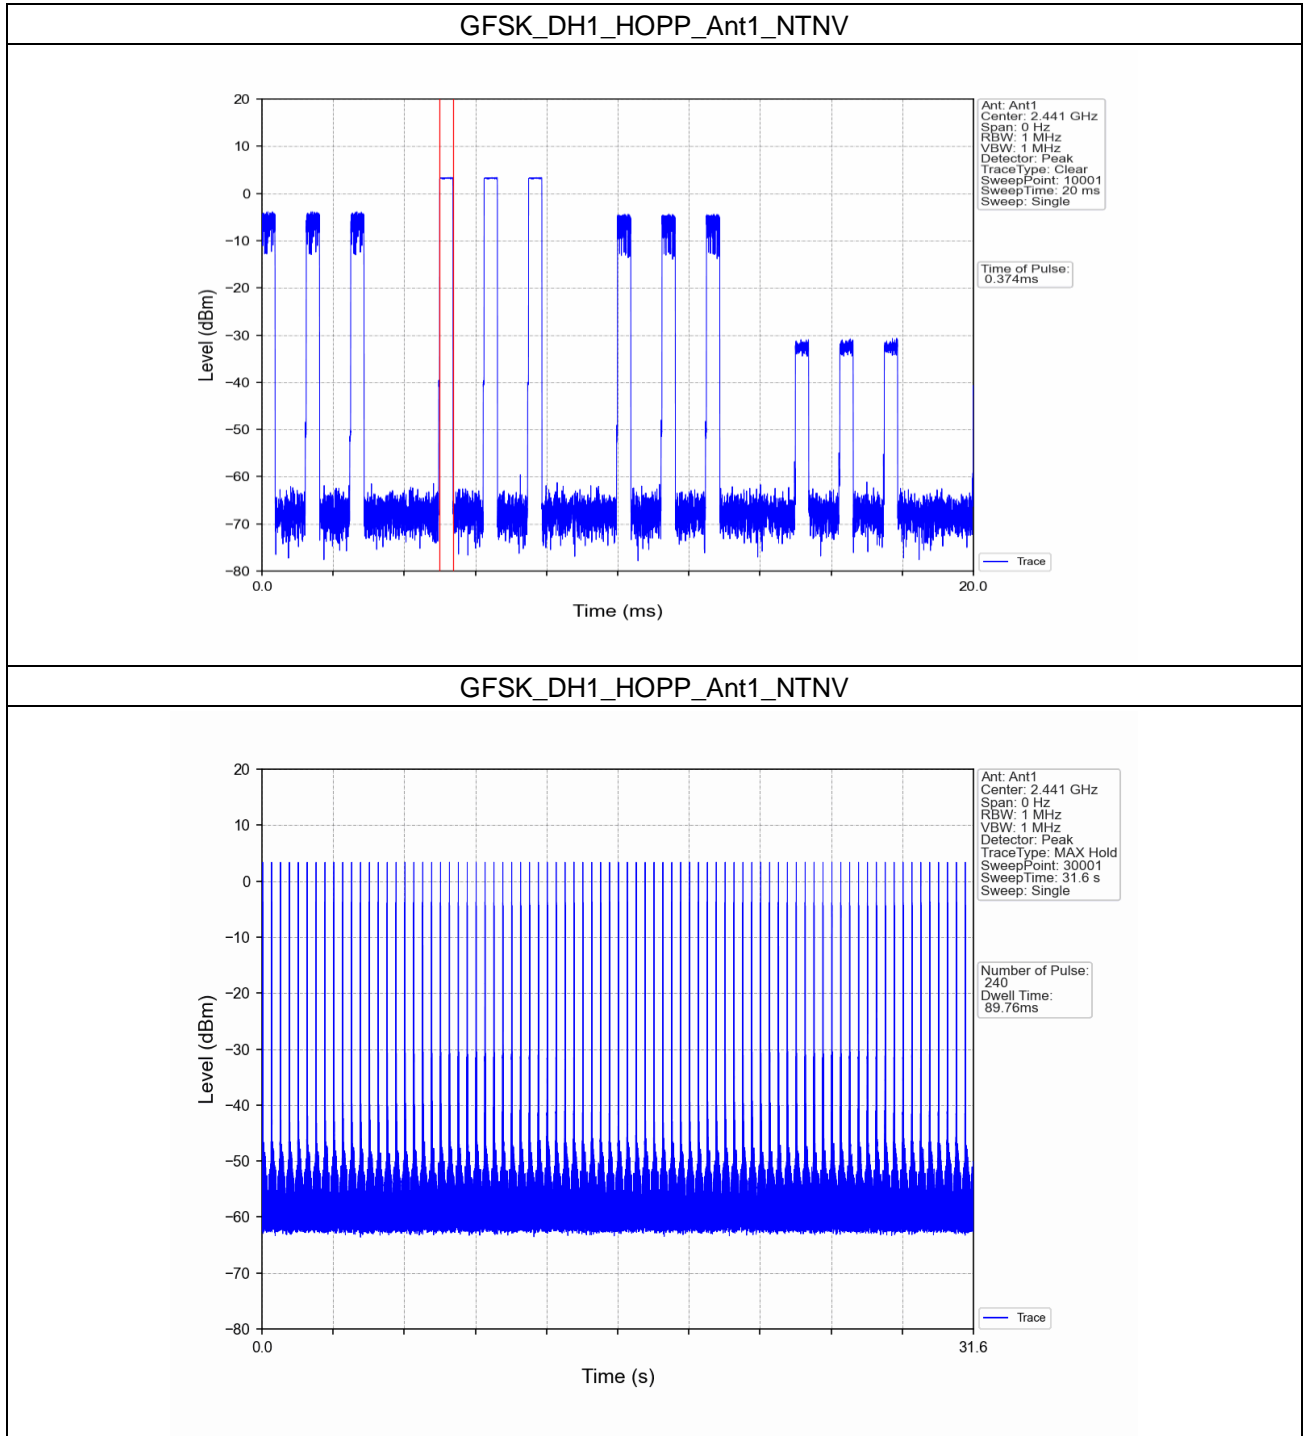 GFSK_DH1_HOPP_Ant1_NTNV
20
10
0
−10
−20
−30
−40
−50
−60
−70
−80
Level (dBm)
0.0
20.0
Time (ms)
Ant: Ant1
Center: 2.441 GHz
Span: 0 Hz
RBW: 1 MHz
VBW: 1 MHz
Detector: Peak
TraceType: Clear
SweepPoint: 10001
SweepTime: 20 ms
Sweep: Single
Time of Pulse:
0.374ms
Trace
GFSK_DH1_HOPP_Ant1_NTNV
20
10
0
−10
−20
−30
−40
−50
−60
−70
−80
Level (dBm)
0.0
31.6
Time (s)
Ant: Ant1
Center: 2.441 GHz
Span: 0 Hz
RBW: 1 MHz
VBW: 1 MHz
Detector: Peak
TraceType: MAX Hold
SweepPoint: 30001
SweepTime: 31.6 s
Sweep: Single
Number of Pulse:
240
Dwell Time:
89.76ms
Trace